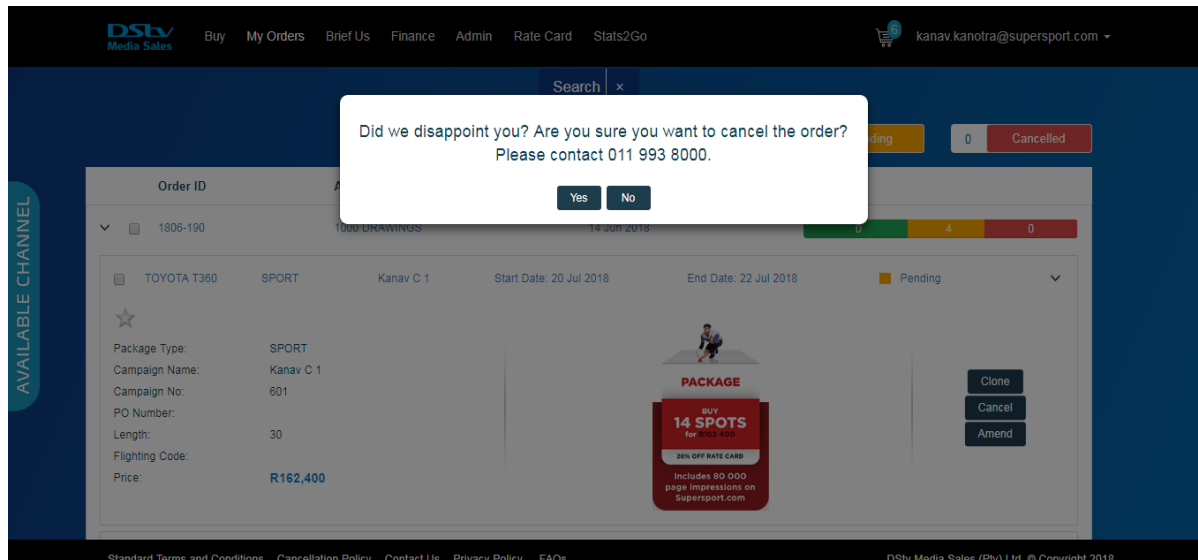 DStv
Media Sales
Buy My Orders Brief Us Finance Admin Rate Card Stats2Go
6 kanav.kanotra@supersport.com
Search ×
Did we disappoint you? Are you sure you want to cancel the order?
Please contact 011 993 8000.
Yes No
0 Cancelled
AVAILABLE CHANNEL
Order ID
1806-190 1000 DRAWINGS 14 Jun 2018 0 4 0
TOYOTA T360 SPORT Kanav C 1 Start Date: 20 Jul 2018 End Date: 22 Jul 2018 Pending
Package Type: SPORT
Campaign Name: Kanav C 1
Campaign No: 601
PO Number:
Length: 30
Flighting Code:
Price: R162,400
PACKAGE
BUY
14 SPOTS
for R162 400
20% OFF RATE CARD
Includes 80 000
page impressions on
Supersport.com
Clone
Cancel
Amend
Standard Terms and Conditions Cancellation Policy Contact Us Privacy Policy FAQs DStv Media Sales (Pty) Ltd. © Copyright 2018